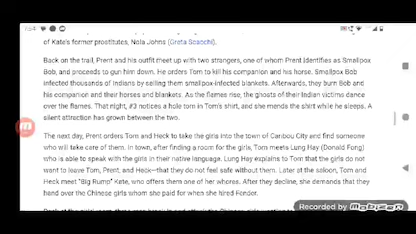 of Kate's former prostitutes, Nola Johns (Greta Scacchi).
Back on the trail, Prent and his outfit meet up with two strangers, one of whom Prent identifies as Smallpox
Bob, and proceeds to gun him down. He orders Tom to kill his companion and his horse. Smallpox Bob
infected thousands of Indians by selling them smallpox-infected blankets. Afterwards, they burn Bob and
his companion and their horses and blankets. As the flames rise, the ghosts of their Indian victims dance
over the flames. That night, #3 notices a hole torn in Tom's shirt, and she mends the shirt while he sleeps. A
silent attraction has grown between the two.
The next day, Prent orders Tom and Heck to take the girls into the town of Caribou City and find someone
who will take care of them. In town, after finding a room for the girls, Tom meets Lung Hay (Donald Fong)
who is able to speak with the girls in their native language. Lung Hay explains to Tom that the girls do not
want to leave Tom, Prent, and Heck—that they do not feel safe without them. Later at the saloon, Tom and
Heck meet "Big Rump" Kate, who offers them one of her whores. After they decline, she demands that they
hand over the Chinese girls whom she paid for when she hired Fender.
Recorded by
Mobizen